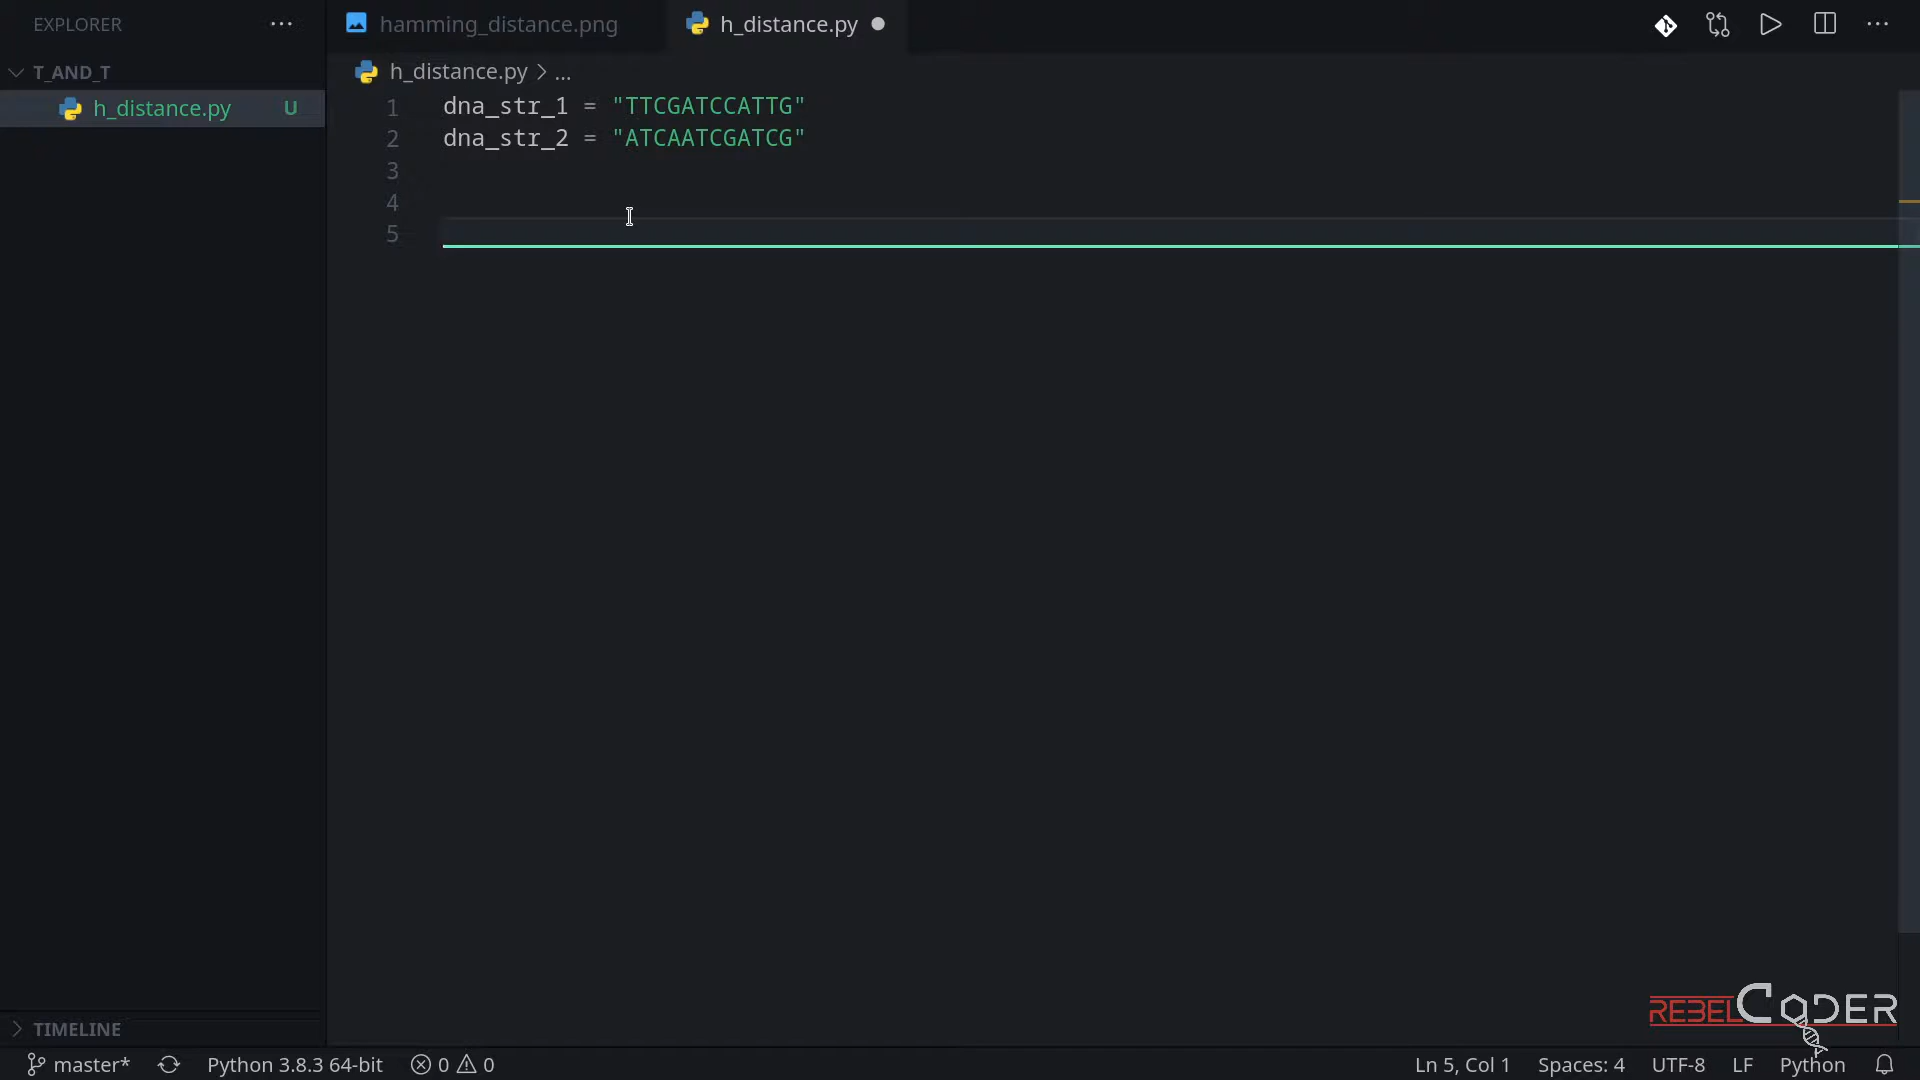 EXPLORER ...
hamming_distance.png
h_distance.py
T_AND_T
h_distance.py > ...
h_distance.py U
1 dna_str_1 = "TTCGATCCATTG"
2 dna_str_2 = "ATCAATCGATCG"
3
4
5
TIMELINE
REBELCODER
master* Python 3.8.3 64-bit 0 0 Ln 5, Col 1 Spaces: 4 UTF-8 LF Python